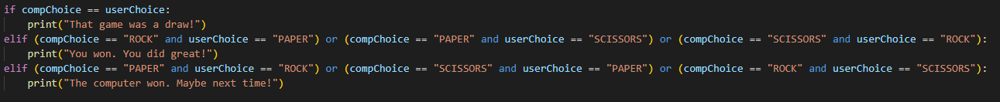 if compChoice == userChoice:
    print("That game was a draw!")
elif (compChoice == "ROCK" and userChoice == "PAPER") or (compChoice == "PAPER" and userChoice == "SCISSORS") or (compChoice == "SCISSORS" and userChoice == "ROCK"):
    print("You won. You did great!")
elif (compChoice == "PAPER" and userChoice == "ROCK") or (compChoice == "SCISSORS" and userChoice == "PAPER") or (compChoice == "ROCK" and userChoice == "SCISSORS"):
    print("The computer won. Maybe next time!")